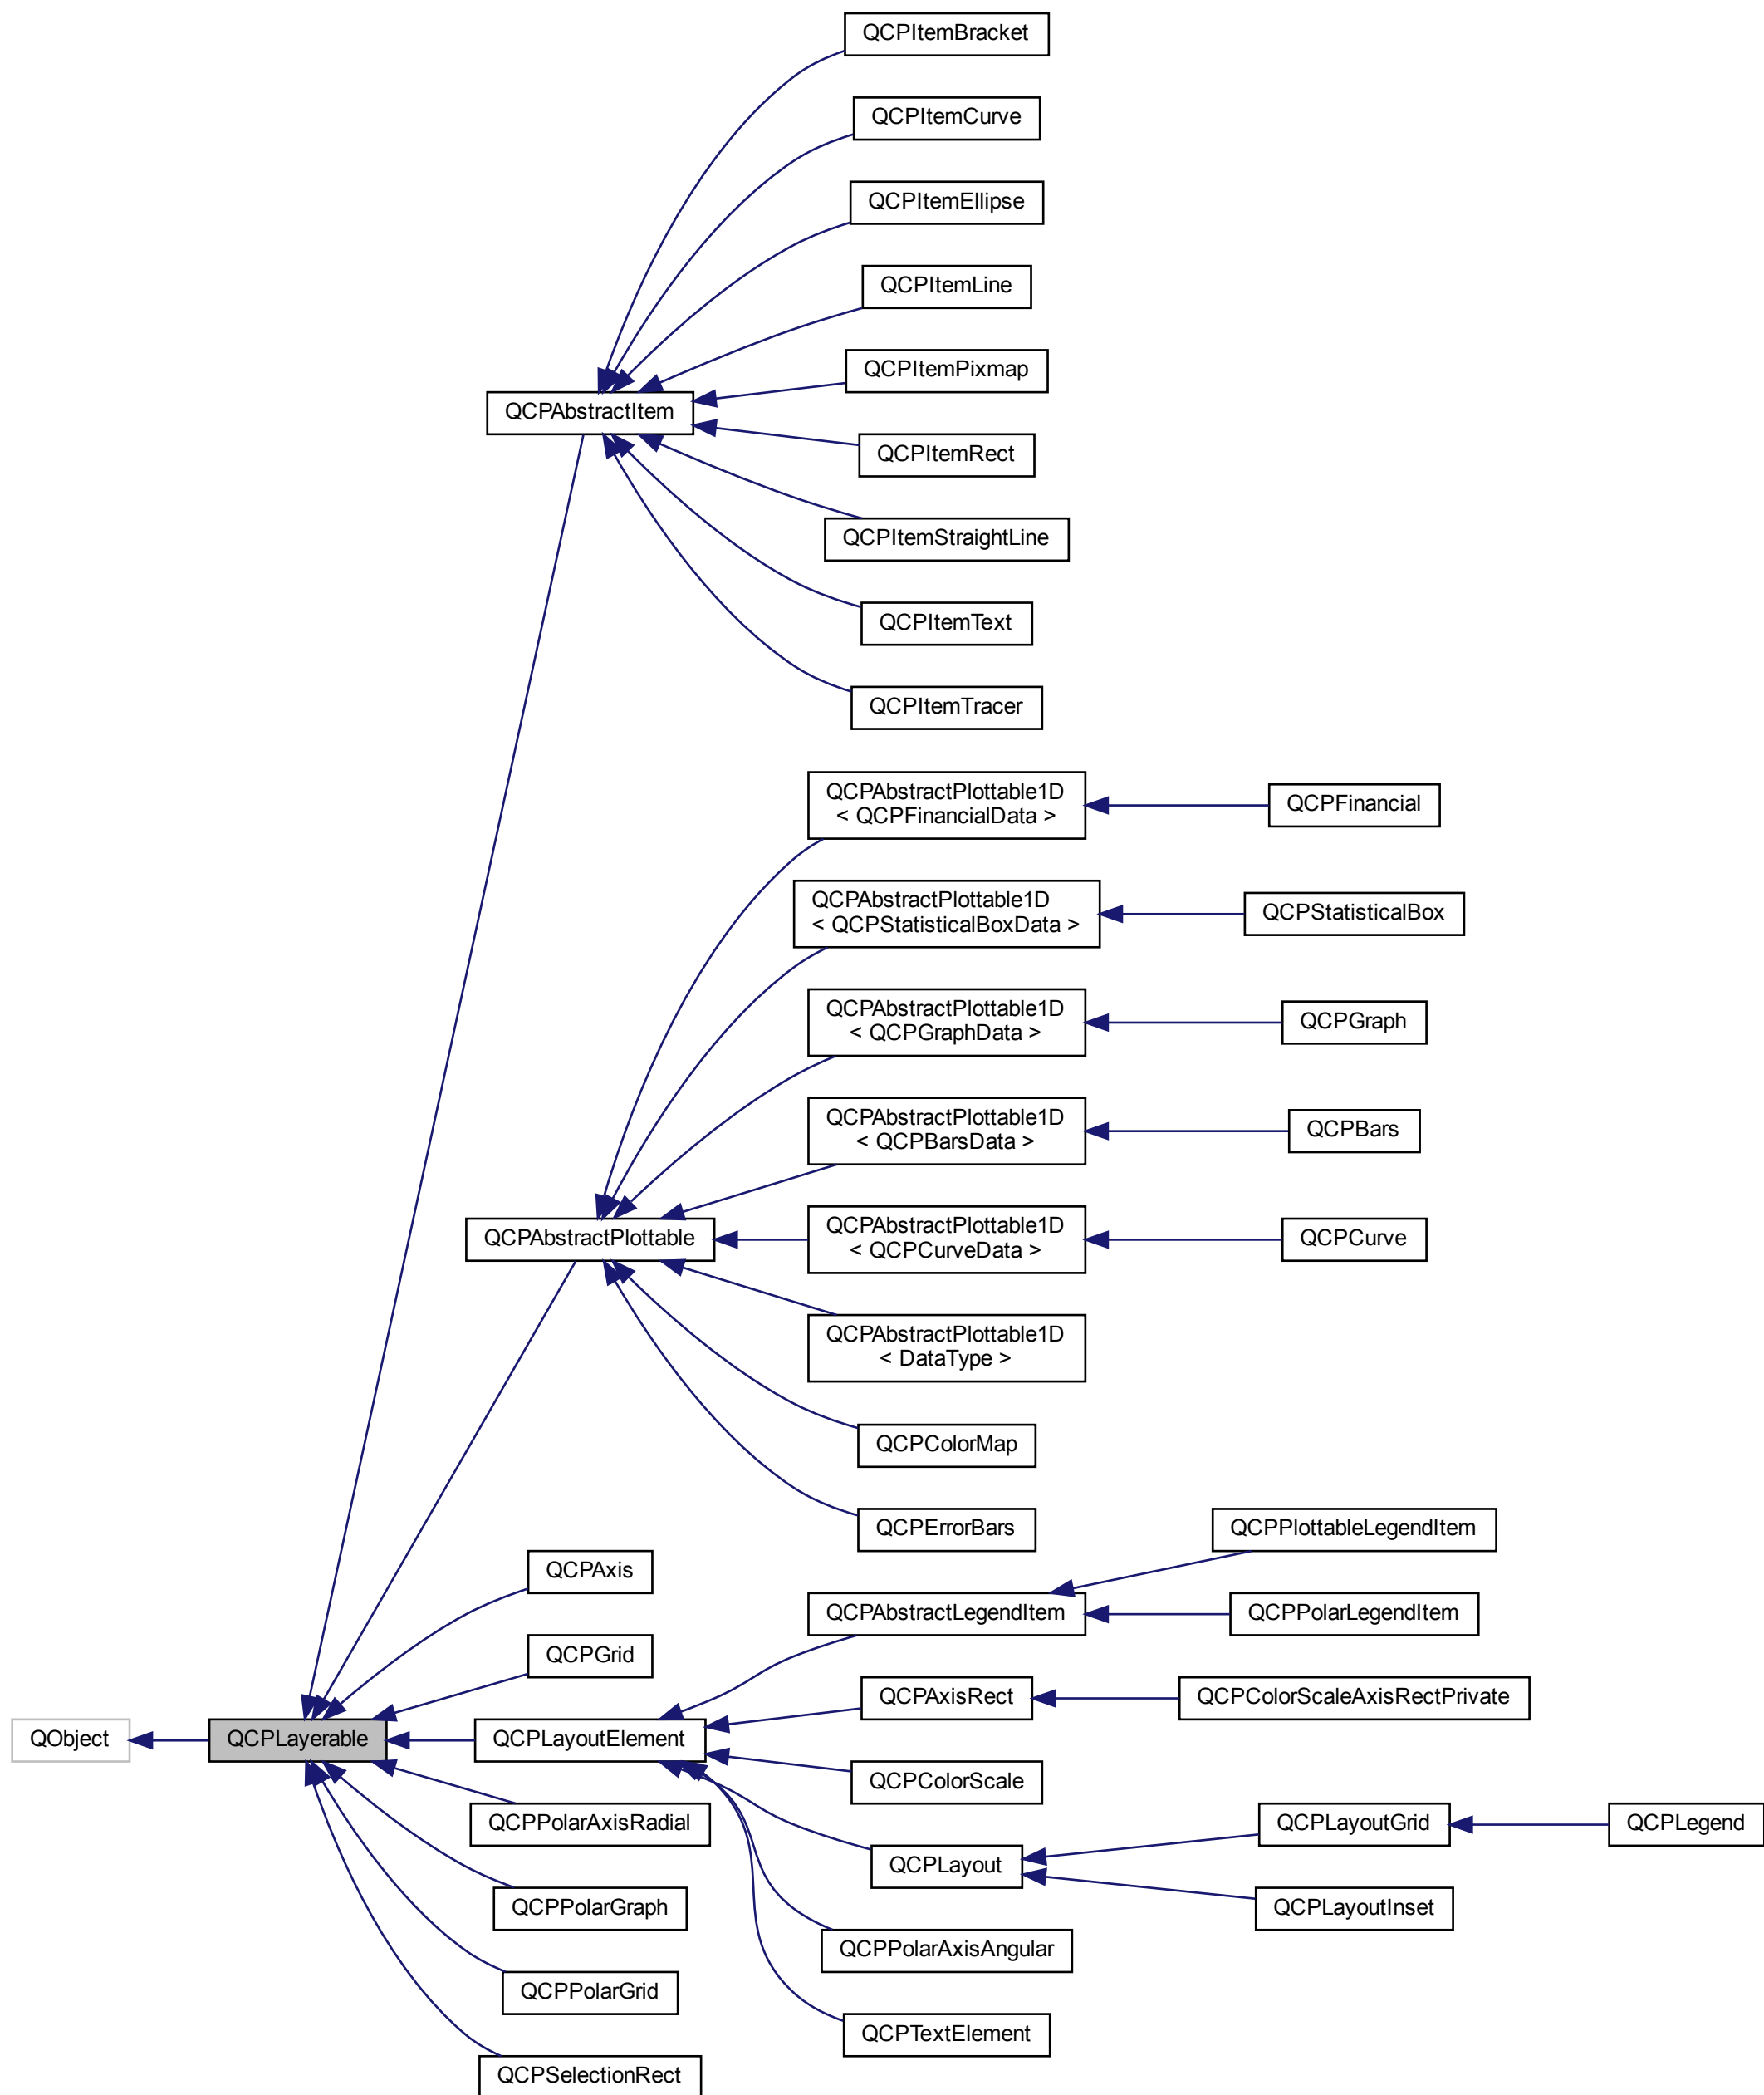 QCPItemBracket
QCPItemCurve
QCPItemEllipse
QCPItemLine
QCPItemPixmap
QCPAbstractItem
QCPItemRect
QCPItemStraightLine
QCPItemText
QCPItemTracer
QCPAbstractPlottable1D
< QCPFinancialData >
QCPFinancial
QCPAbstractPlottable1D
< QCPStatisticalBoxData >
QCPStatisticalBox
QCPAbstractPlottable1D
< QCPGraphData >
QCPGraph
QCPAbstractPlottable1D
< QCPBarsData >
QCPBars
QCPAbstractPlottable
QCPAbstractPlottable1D
< QCPCurveData >
QCPCurve
QCPAbstractPlottable1D
< DataType >
QCPColorMap
QCPErrorBars
QCPPlottableLegendItem
QCPAxis
QCPAbstractLegendItem
QCPPolarLegendItem
QCPGrid
QCPAxisRect
QCPColorScaleAxisRectPrivate
QObject
QCPLayerable
QCPLayoutElement
QCPColorScale
QCPPolarAxisRadial
QCPLayoutGrid
QCPLegend
QCPLayout
QCPPolarGraph
QCPLayoutInset
QCPPolarAxisAngular
QCPPolarGrid
QCPTextElement
QCPSelectionRect